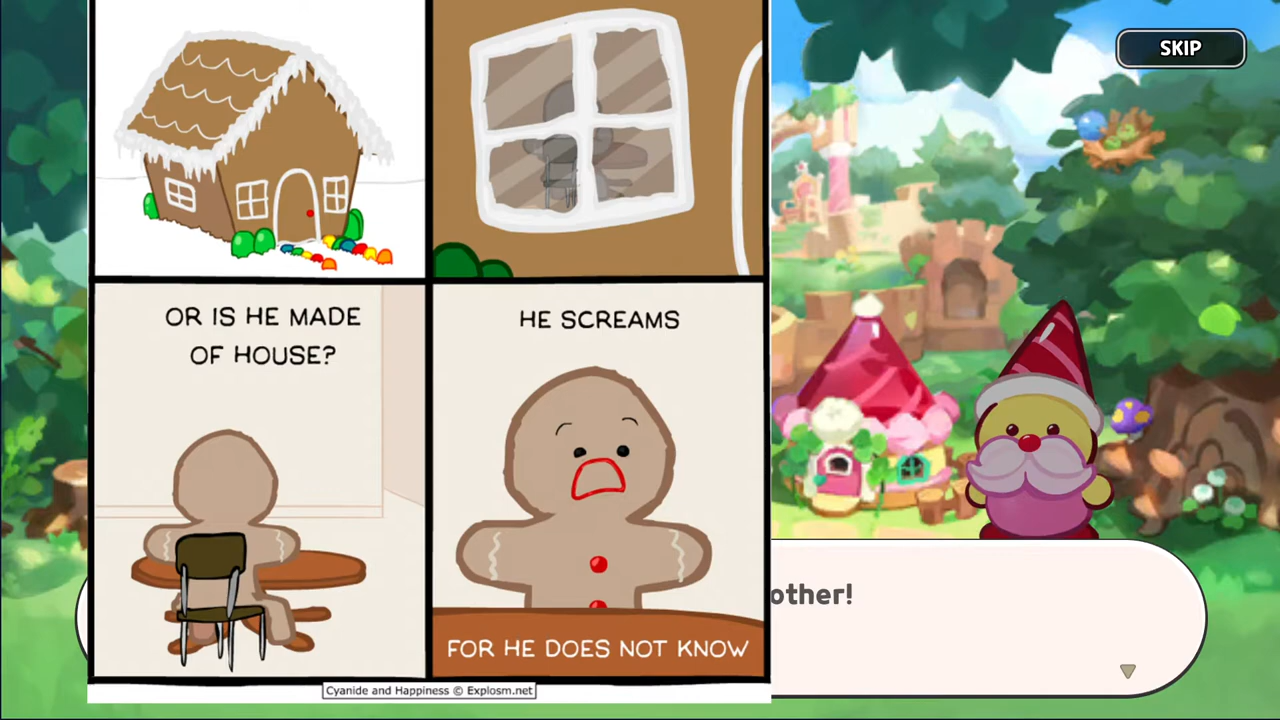 SKIP
OR IS HE MADE
OF HOUSE?
HE SCREAMS
FOR HE DOES NOT KNOW
other!
Cyanide and Happiness © Explosm.net